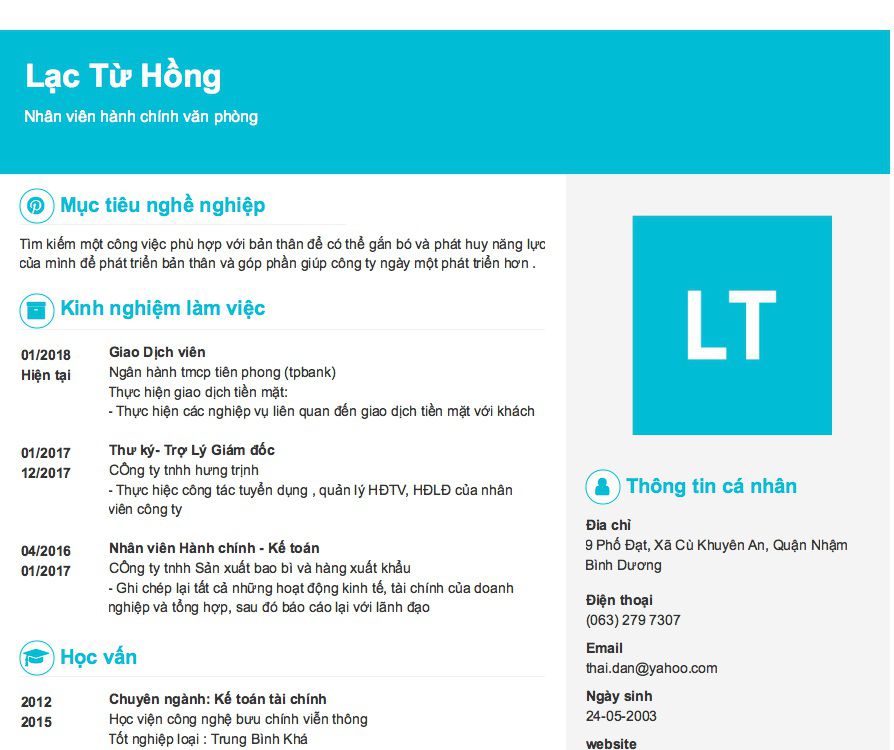 Lạc Từ Hồng
Nhân viên hành chính văn phòng
Mục tiêu nghề nghiệp
Tìm kiếm một công việc phù hợp với bản thân để có thể gắn bó và phát huy năng lực
của mình để phát triển bản thân và góp phần giúp công ty ngày một phát triển hơn .
Kinh nghiệm làm việc
01/2018
Hiện tại
Giao Dịch viên
Ngân hành tmcp tiên phong (tpbank)
Thực hiện giao dịch tiền mặt:
- Thực hiện các nghiệp vụ liên quan đến giao dịch tiền mặt với khách
01/2017
12/2017
Thư ký- Trợ Lý Giám đốc
CÔng ty tnhh hưng trịnh
- Thực hiệc công tác tuyển dụng , quản lý HĐTV, HĐLĐ của nhân
viên công ty
04/2016
01/2017
Nhân viên Hành chính - Kế toán
CÔng ty tnhh Sản xuất bao bì và hàng xuất khẩu
- Ghi chép lại tất cả những hoạt động kinh tế, tài chính của doanh
nghiệp và tổng hợp, sau đó báo cáo lại với lãnh đạo
Học vấn
2012
2015
Chuyên ngành: Kế toán tài chính
Học viện công nghệ bưu chính viễn thông
Tốt nghiệp loại : Trung Bình Khá
LT
Thông tin cá nhân
Địa chỉ
9 Phố Đạt, Xã Cù Khuyên An, Quận Nhậm
Bình Dương
Điện thoại
(063) 279 7307
Email
thai.dan@yahoo.com
Ngày sinh
24-05-2003
website